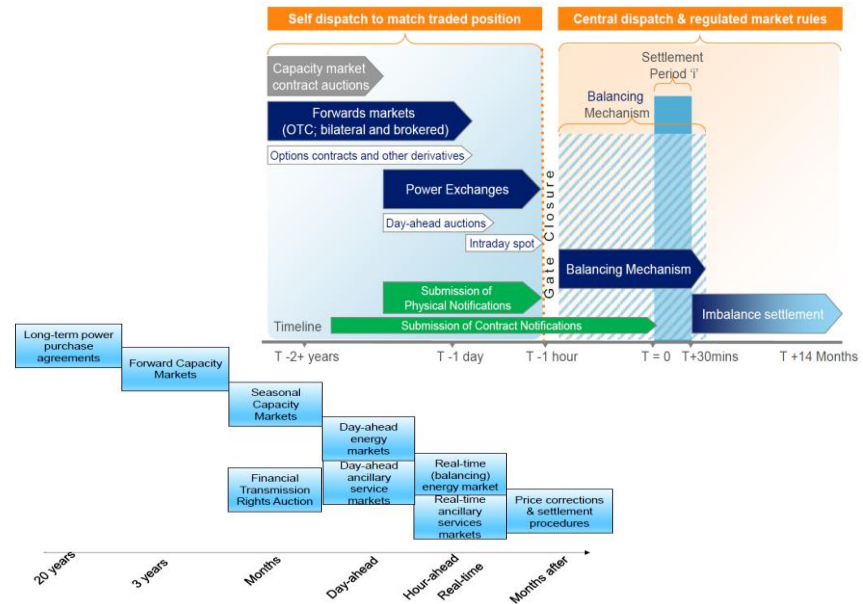 Self dispatch to match traded position
Central dispatch & regulated market rules
Capacity market
contract auctions
Settlement
Period 'i'
Balancing
Mechanism
Forwards markets
(OTC; bilateral and brokered)
Options contracts and other derivatives
Power Exchanges
Day-ahead auctions
Intraday spot
Gate Closure
Balancing Mechanism
Submission of
Physical Notifications
Timeline
Submission of Contract Notifications
Imbalance settlement
T -2+ years
T -1 day
T -1 hour
T = 0
T+30mins
T +14 Months
Long-term power
purchase
agreements
Forward Capacity
Markets
Seasonal
Capacity
Markets
Day-ahead
energy
markets
Financial
Transmission
Rights Auction
Day-ahead
ancillary
service
markets
Real-time
(balancing)
energy market
Real-time
ancillary
services
markets
Price corrections
& settlement
procedures
20 years
3 years
Months
Day-ahead
Hour-ahead
Real-time
Months after